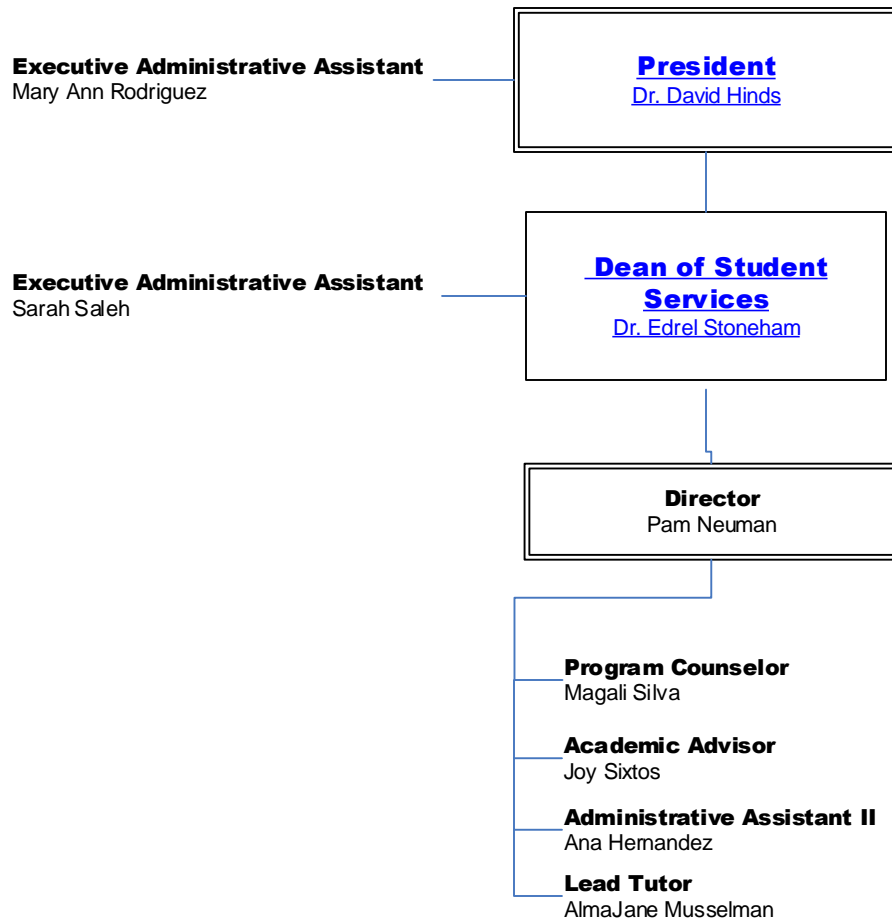 Executive Administrative Assistant
Mary Ann Rodriguez
President
Dr. David Hinds
Executive Administrative Assistant
Sarah Saleh
Dean of Student
Services
Dr. Edrel Stoneham
Director
Pam Neuman
Program Counselor
Magali Silva
Academic Advisor
Joy Sixtos
Administrative Assistant II
Ana Hernandez
Lead Tutor
AlmaJane Musselman